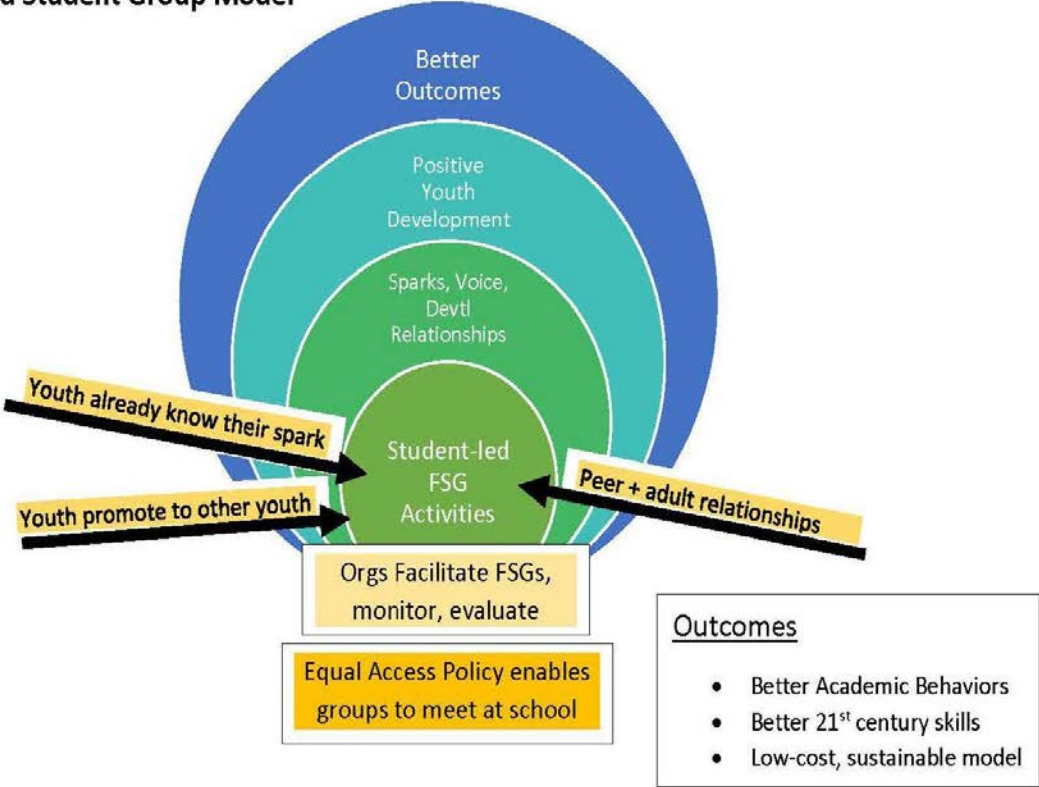 d Student Group Model
Better
Outcomes
Positive
Youth
Development
Sparks, Voice,
Devtl
Relationships
Youth already know their spark
Student-led
FSG
Activities
Peer + adult relationships
Youth promote to other youth
Orgs Facilitate FSGs,
monitor, evaluate
Equal Access Policy enables
groups to meet at school
Outcomes
• Better Academic Behaviors
• Better 21st century skills
• Low-cost, sustainable model